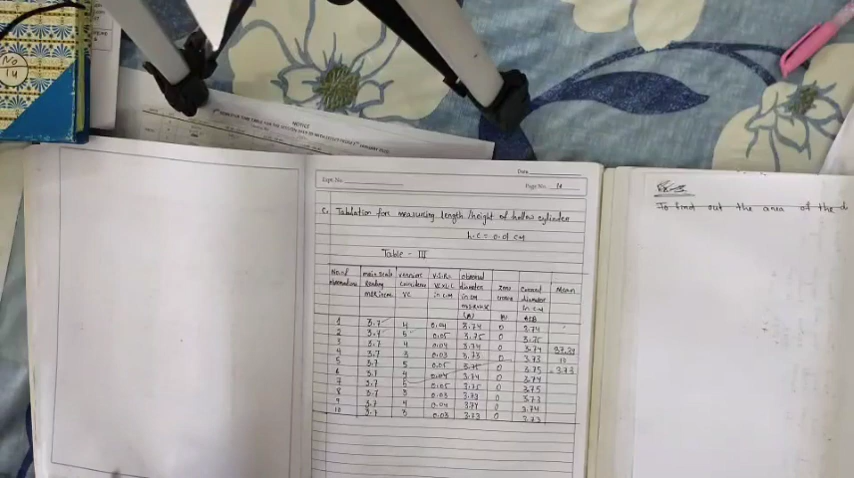 No
14
NOTICE
Date
Expt. No.
Page No. 10
C. Tabulation for measuring length/height of hollow cylinder
L.C = 0.01 cm
Table - III
No. of observations | main scale Reading MSR in cm | vernier coincidence VC | V.S.R = VC x L.C in C.M | observed diameter in cm MSR+VSR (A) | zero error (B) | Correct diameter in cm A±B | Mean
1 3.7 4 0.04 3.74 0 3.74
2 3.7 5 0.05 3.75 0 3.75
3 3.7 4 0.04 3.74 0 3.74
4 3.7 3 0.03 3.73 0 3.73
5 3.7 5 0.05 3.75 0 3.75 = 3.73
6 3.7 4 0.04 3.74 0 3.74
7 3.7 5 0.05 3.75 0 3.75
8 3.7 3 0.03 3.73 0 3.73
9 3.7 4 0.04 3.74 0 3.74
10 3.7 3 0.03 3.73 0 3.73
To find out the area of the d